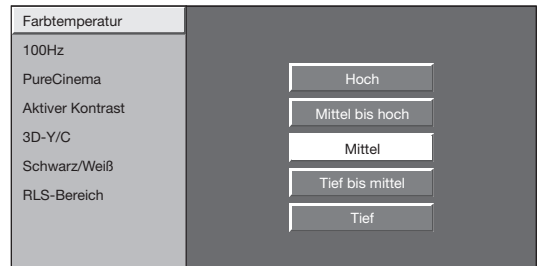 Farbtemperatur
100Hz
PureCinema
Aktiver Kontrast
3D-Y/C
Schwarz/Weiß
RLS-Bereich
Hoch
Mittel bis hoch
Mittel
Tief bis mittel
Tief